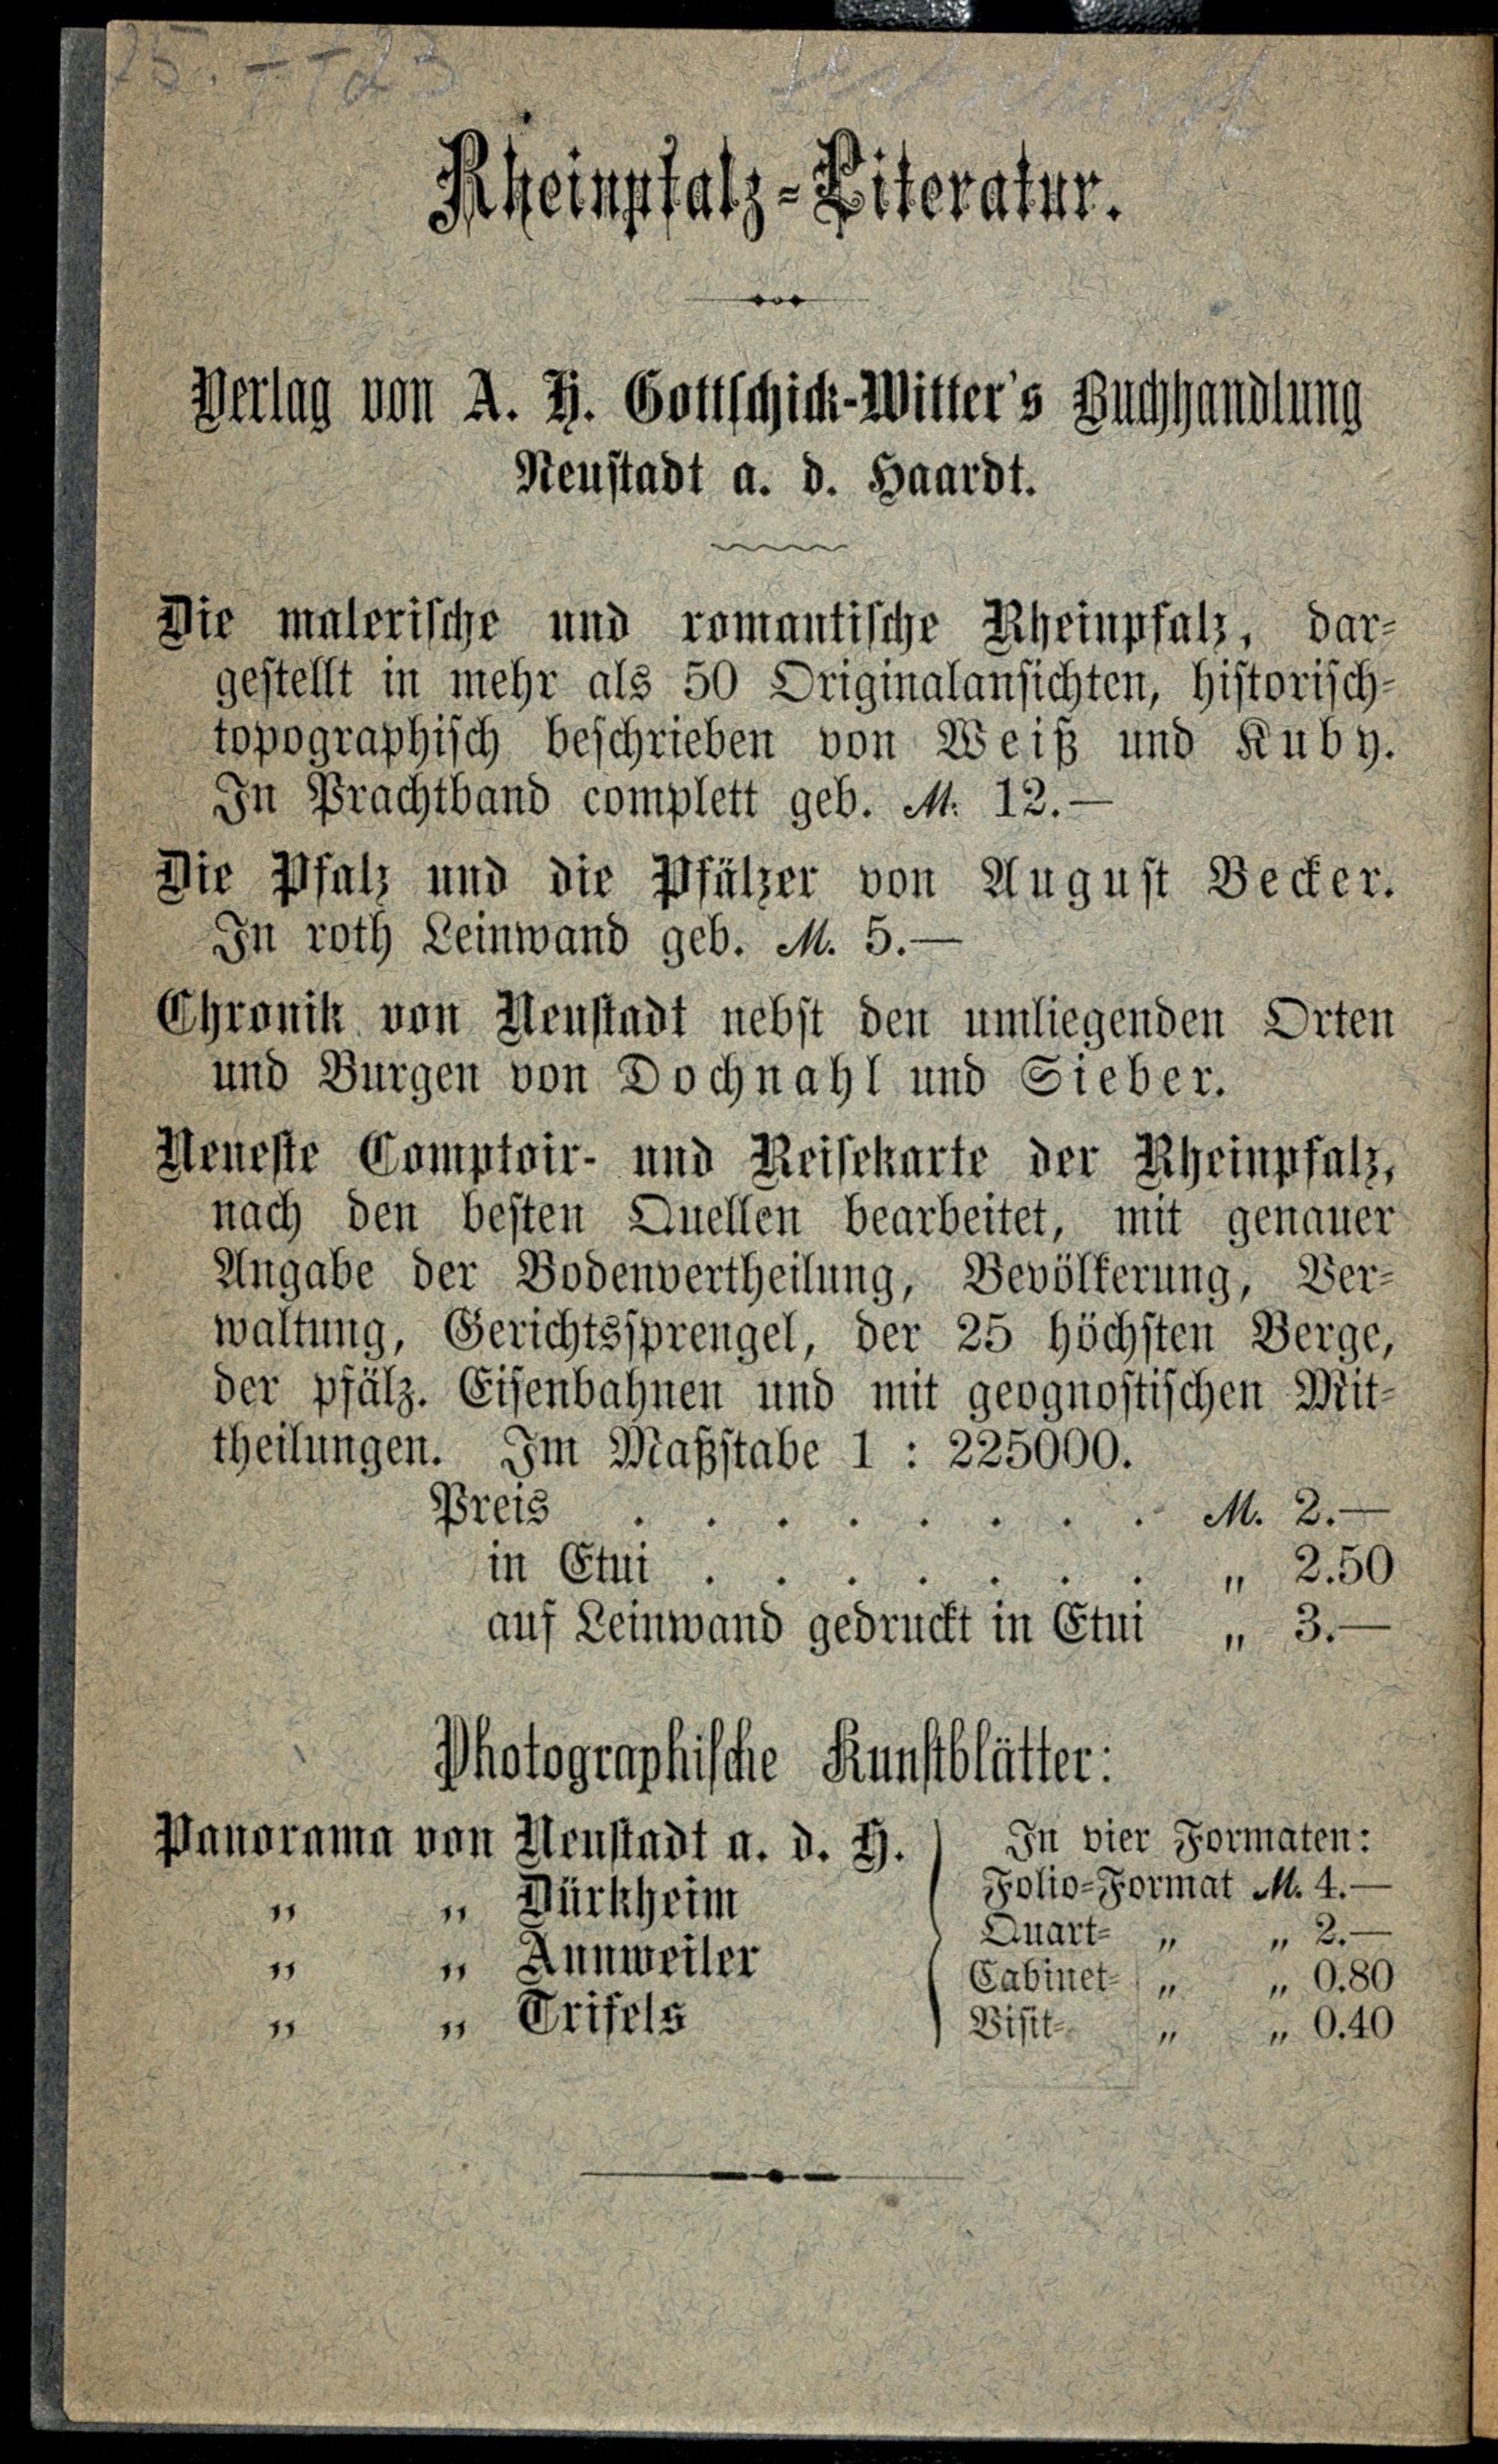 Rheinpfalz-Literatur.
Verlag von A. H. Gottschick-Witter's Buchhandlung
Neustadt a. d. Haardt.
Die malerische und romantische Rheinpfalz, dar-
gestellt in mehr als 50 Originalansichten, historisch-
topographisch beschrieben von Weiß und Kuby.
In Prachtband complett geb. M. 12.—
Die Pfalz und die Pfälzer von August Becker.
In roth Leinwand geb. M. 5.—
Chronik von Neustadt nebst den umliegenden Orten
und Burgen von Dochnahl und Sieber.
Neueste Comptoir- und Reisekarte der Rheinpfalz,
nach den besten Quellen bearbeitet, mit genauer
Angabe der Bodenvertheilung, Bevölkerung, Ver-
waltung, Gerichtssprengel, der 25 höchsten Berge,
der pfälz. Eisenbahnen und mit geognostischen Mit-
theilungen. Im Maßstabe 1 : 225000.
Preis . . . . . . . . M. 2.—
in Etui . . . . . . . „ 2.50
auf Leinwand gedruckt in Etui „ 3.—
Photographische Kunstblätter:
Panorama von Neustadt a. d. H.
„ „ Dürkheim
„ „ Annweiler
„ „ Trifels
In vier Formaten:
Folio-Format M. 4.—
Quart- „ „ 2.—
Cabinet- „ „ 0.80
Visit- „ „ 0.40